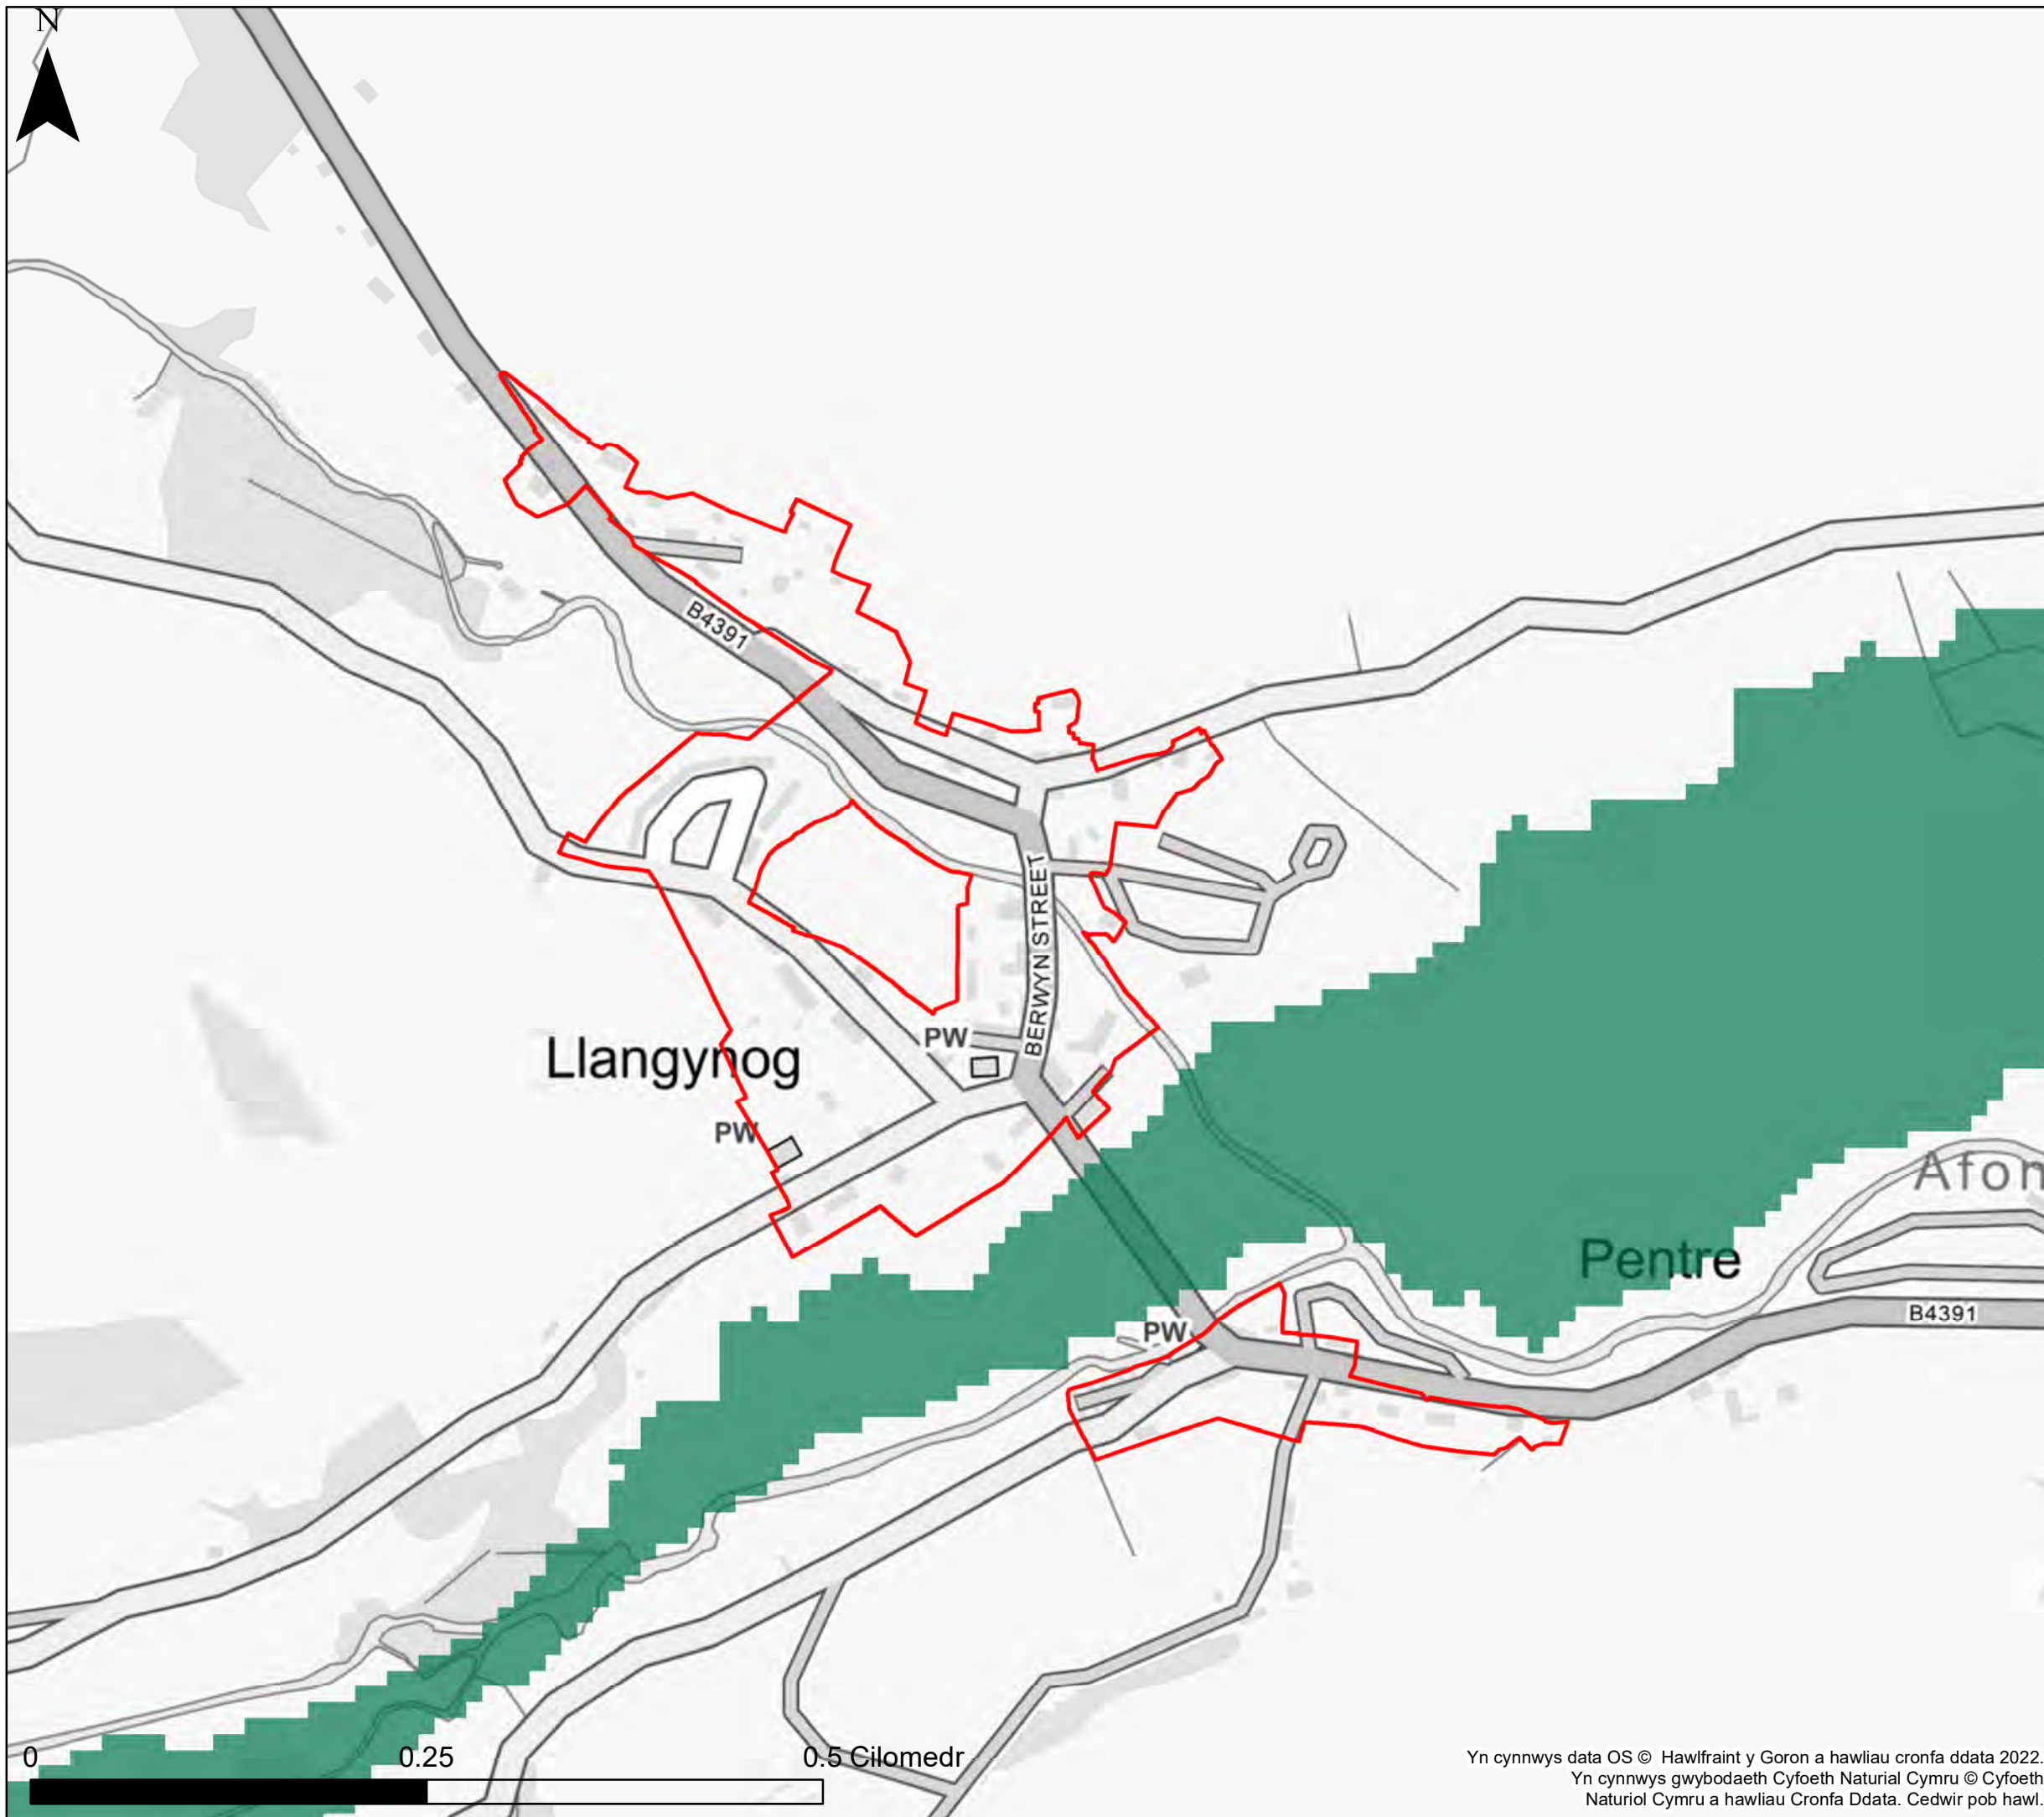 N
B4391
BERWYN STREET
PW
Llangynog
PW
Afon
Pentre
B4391
PW
0 0.25 0.5 Cilomedr
Yn cynnwys data OS © Hawlfraint y Goron a hawliau cronfa ddata 2022.
Yn cynnwys gwybodaeth Cyfoeth Naturial Cymru © Cyfoeth
Naturiol Cymru a hawliau Cronfa Ddata. Cedwir pob hawl.